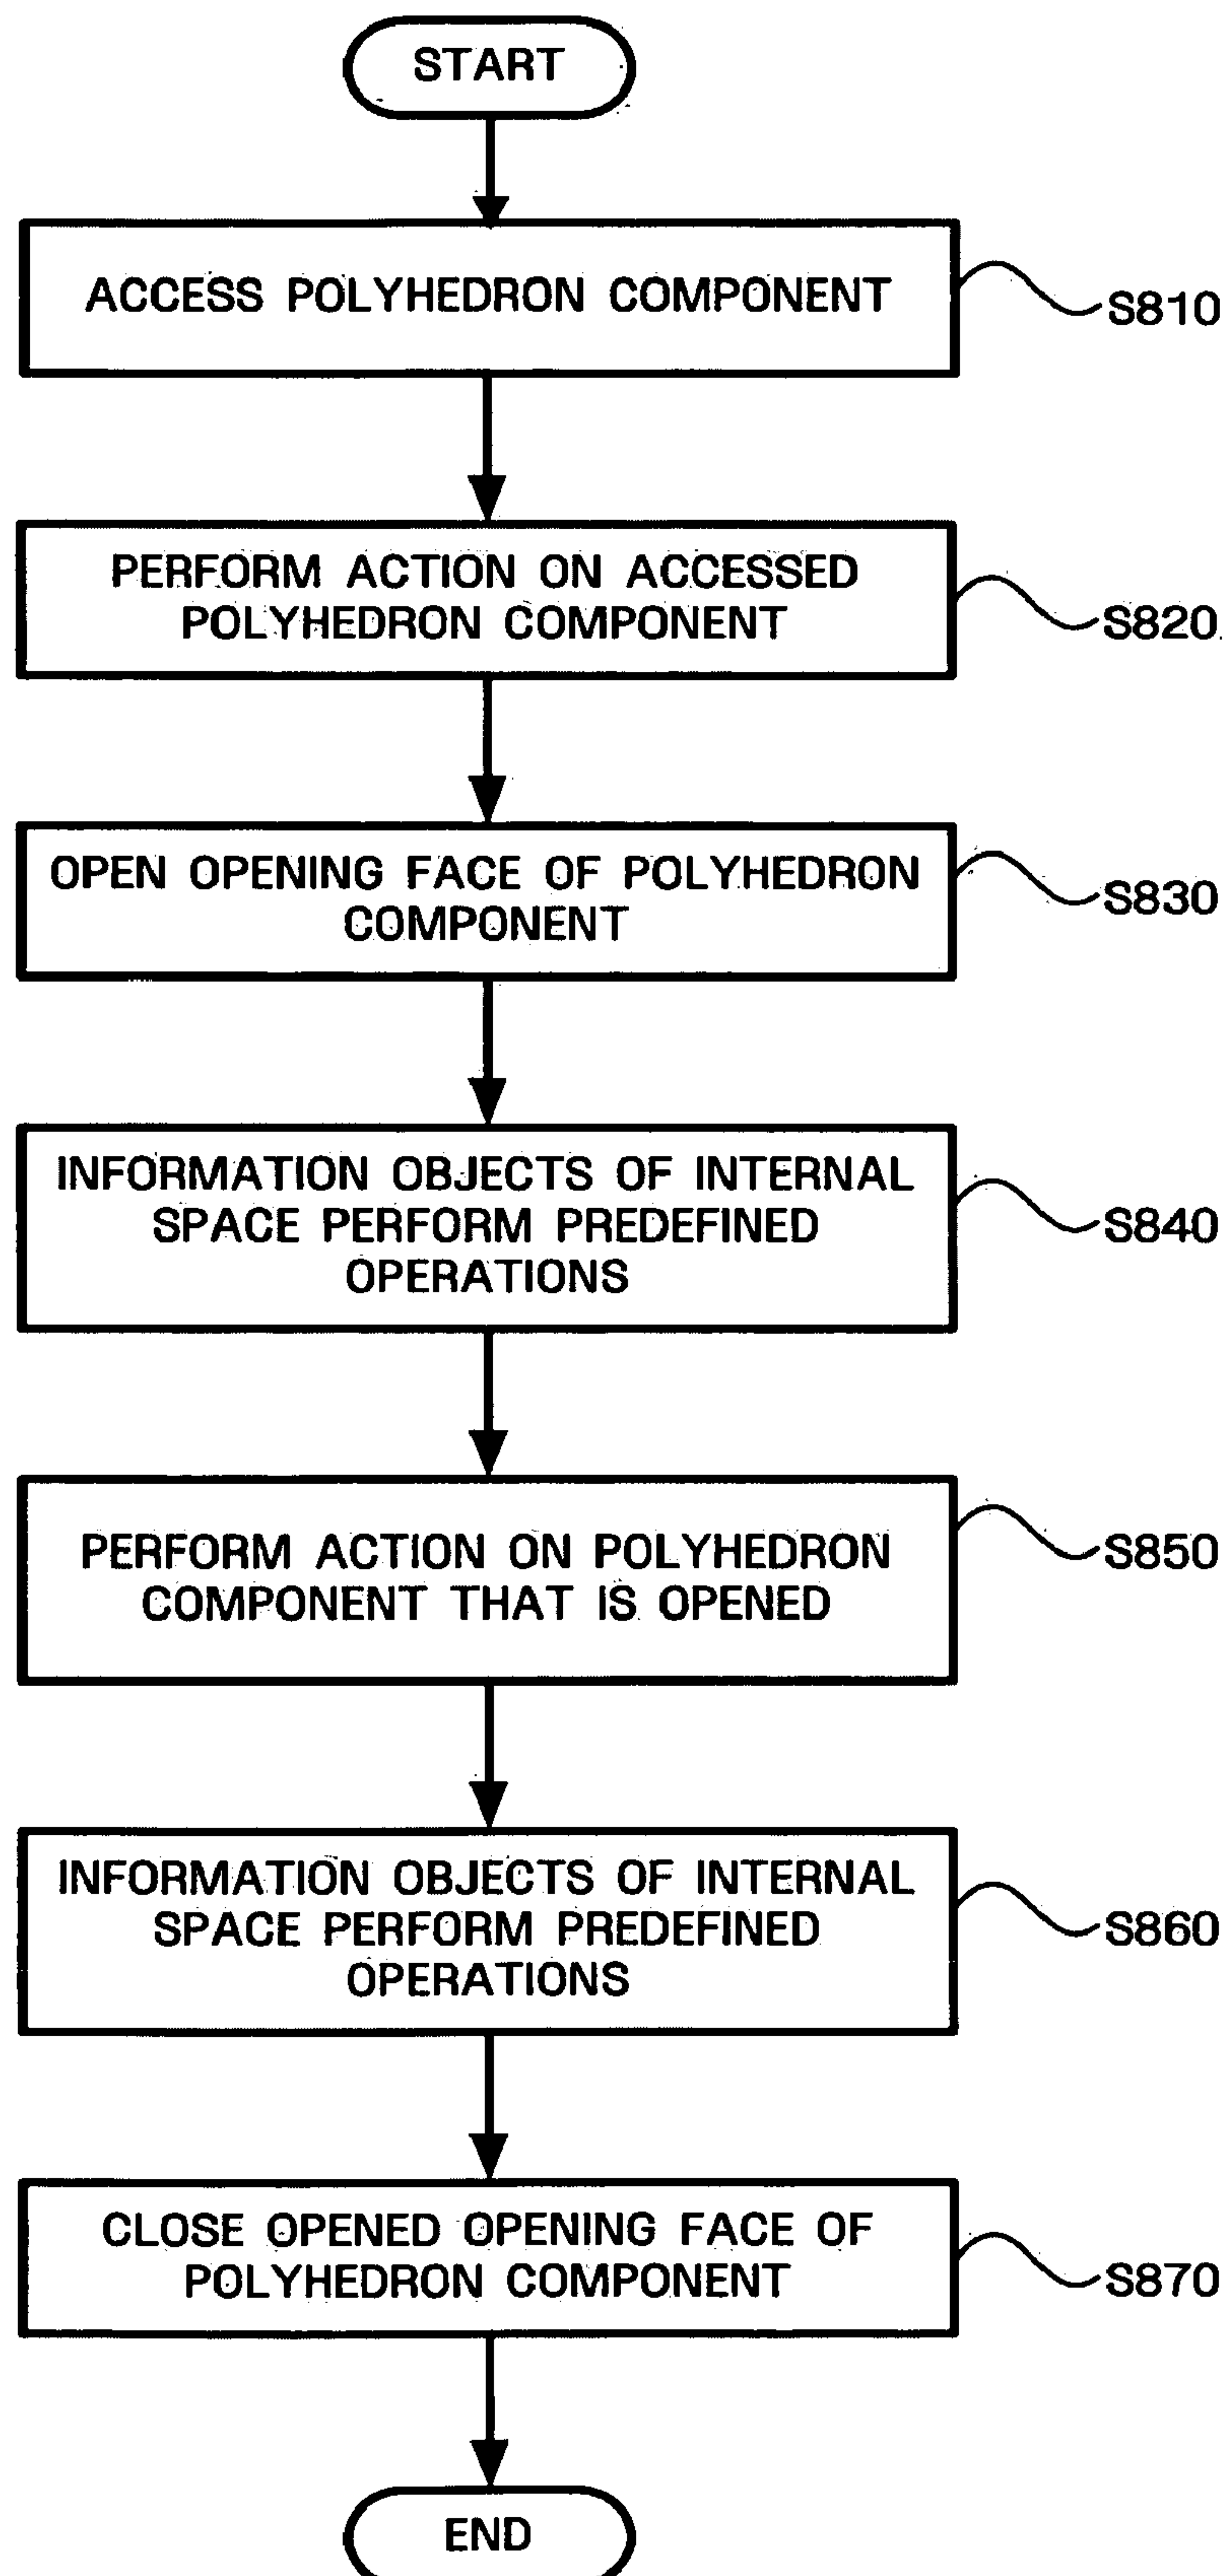 START
ACCESS POLYHEDRON COMPONENT
S810
PERFORM ACTION ON ACCESSED
POLYHEDRON COMPONENT
S820
OPEN OPENING FACE OF POLYHEDRON
COMPONENT
S830
INFORMATION OBJECTS OF INTERNAL
SPACE PERFORM PREDEFINED
OPERATIONS
S840
PERFORM ACTION ON POLYHEDRON
COMPONENT THAT IS OPENED
S850
INFORMATION OBJECTS OF INTERNAL
SPACE PERFORM PREDEFINED
OPERATIONS
S860
CLOSE OPENED OPENING FACE OF
POLYHEDRON COMPONENT
S870
END